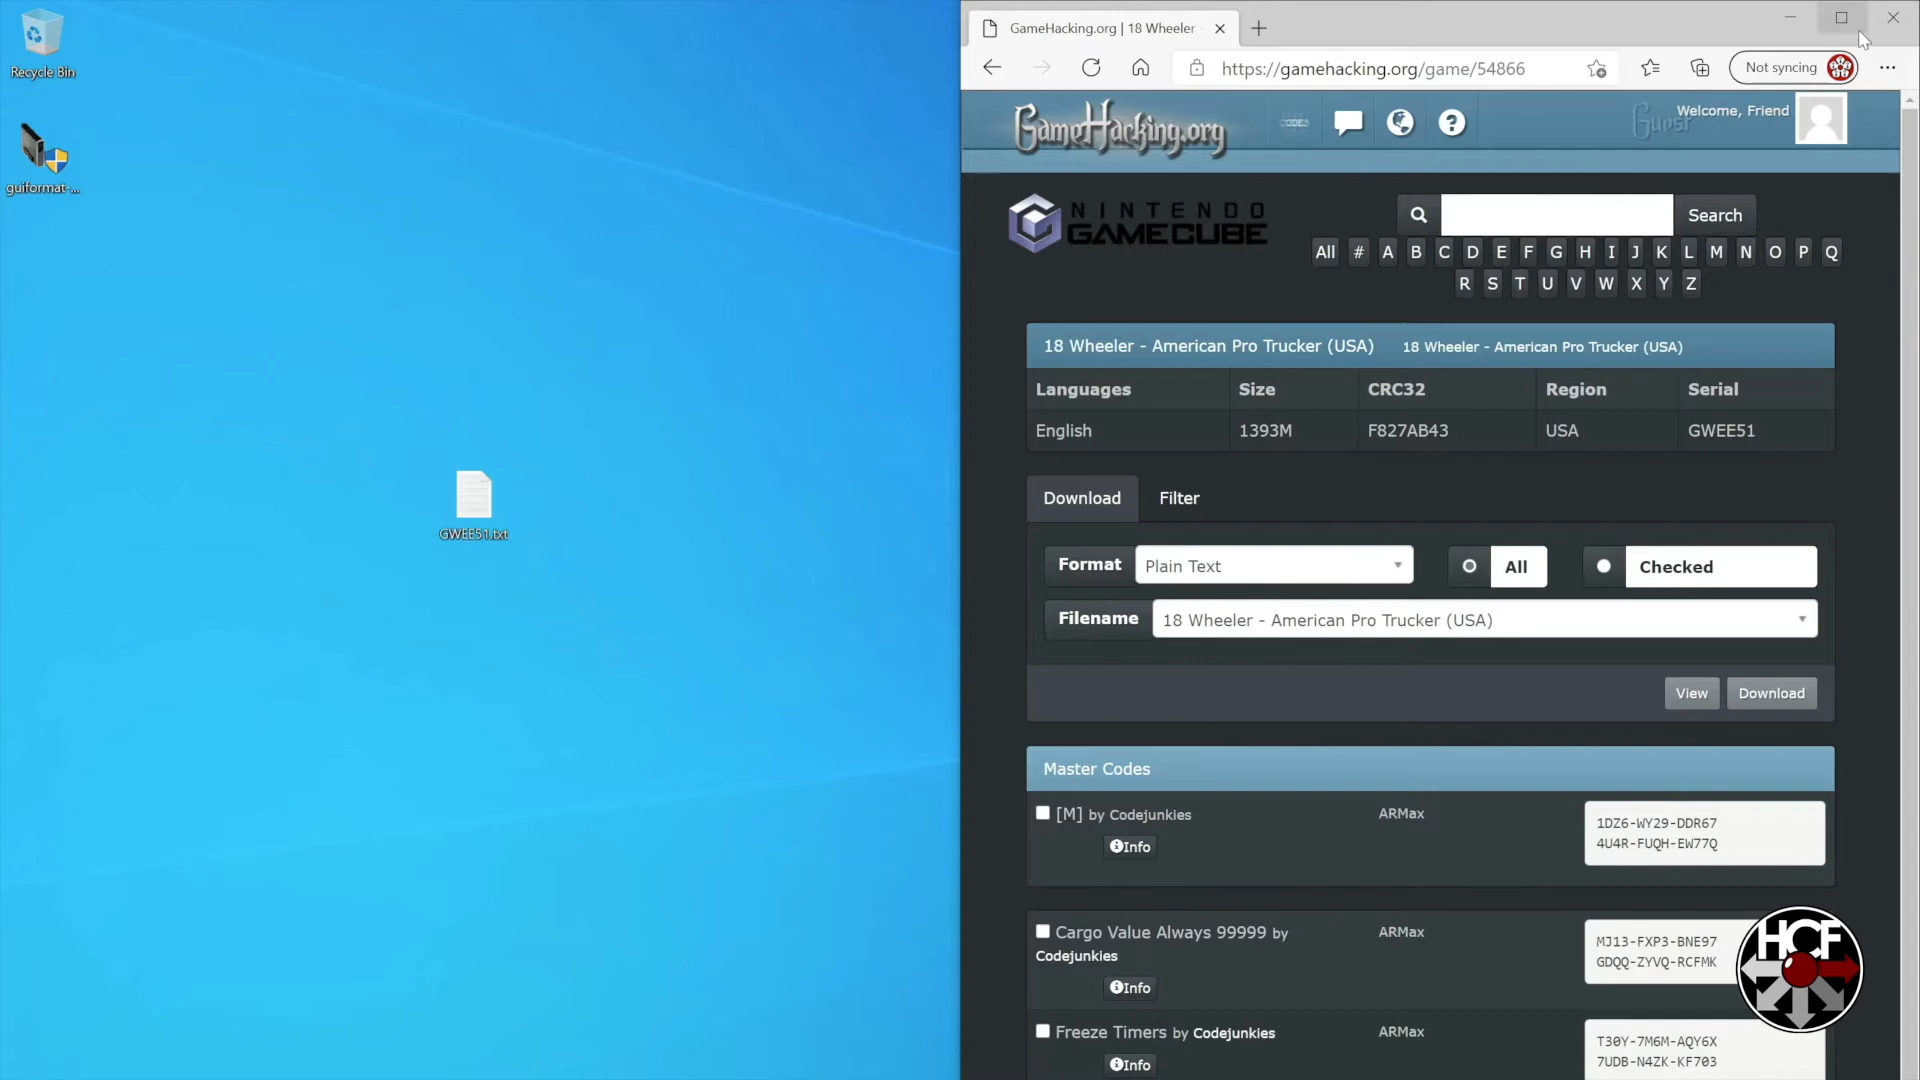 Recycle Bin
guiformat-...
GWEE51.txt
GameHacking.org | 18 Wheeler
https://gamehacking.org/game/54866
Not syncing
GameHacking.org
CODES
Guest
Welcome, Friend
NINTENDO
GAMECUBE
Search
All # A B C D E F G H I J K L M N O P Q
R S T U V W X Y Z
18 Wheeler - American Pro Trucker (USA) 18 Wheeler - American Pro Trucker (USA)
Languages Size CRC32 Region Serial
English 1393M F827AB43 USA GWEE51
Download Filter
Format Plain Text All Checked
Filename 18 Wheeler - American Pro Trucker (USA)
View Download
Master Codes
[M] by Codejunkies ARMax 1DZ6-WY29-DDR67
4U4R-FUQH-EW77Q
Info
Cargo Value Always 99999 by ARMax MJ13-FXP3-BNE97
Codejunkies GDQQ-ZYVQ-RCFMK
Info
Freeze Timers by Codejunkies ARMax T30Y-7M6M-AQY6X
7UDB-N4ZK-KF703
Info
HCF